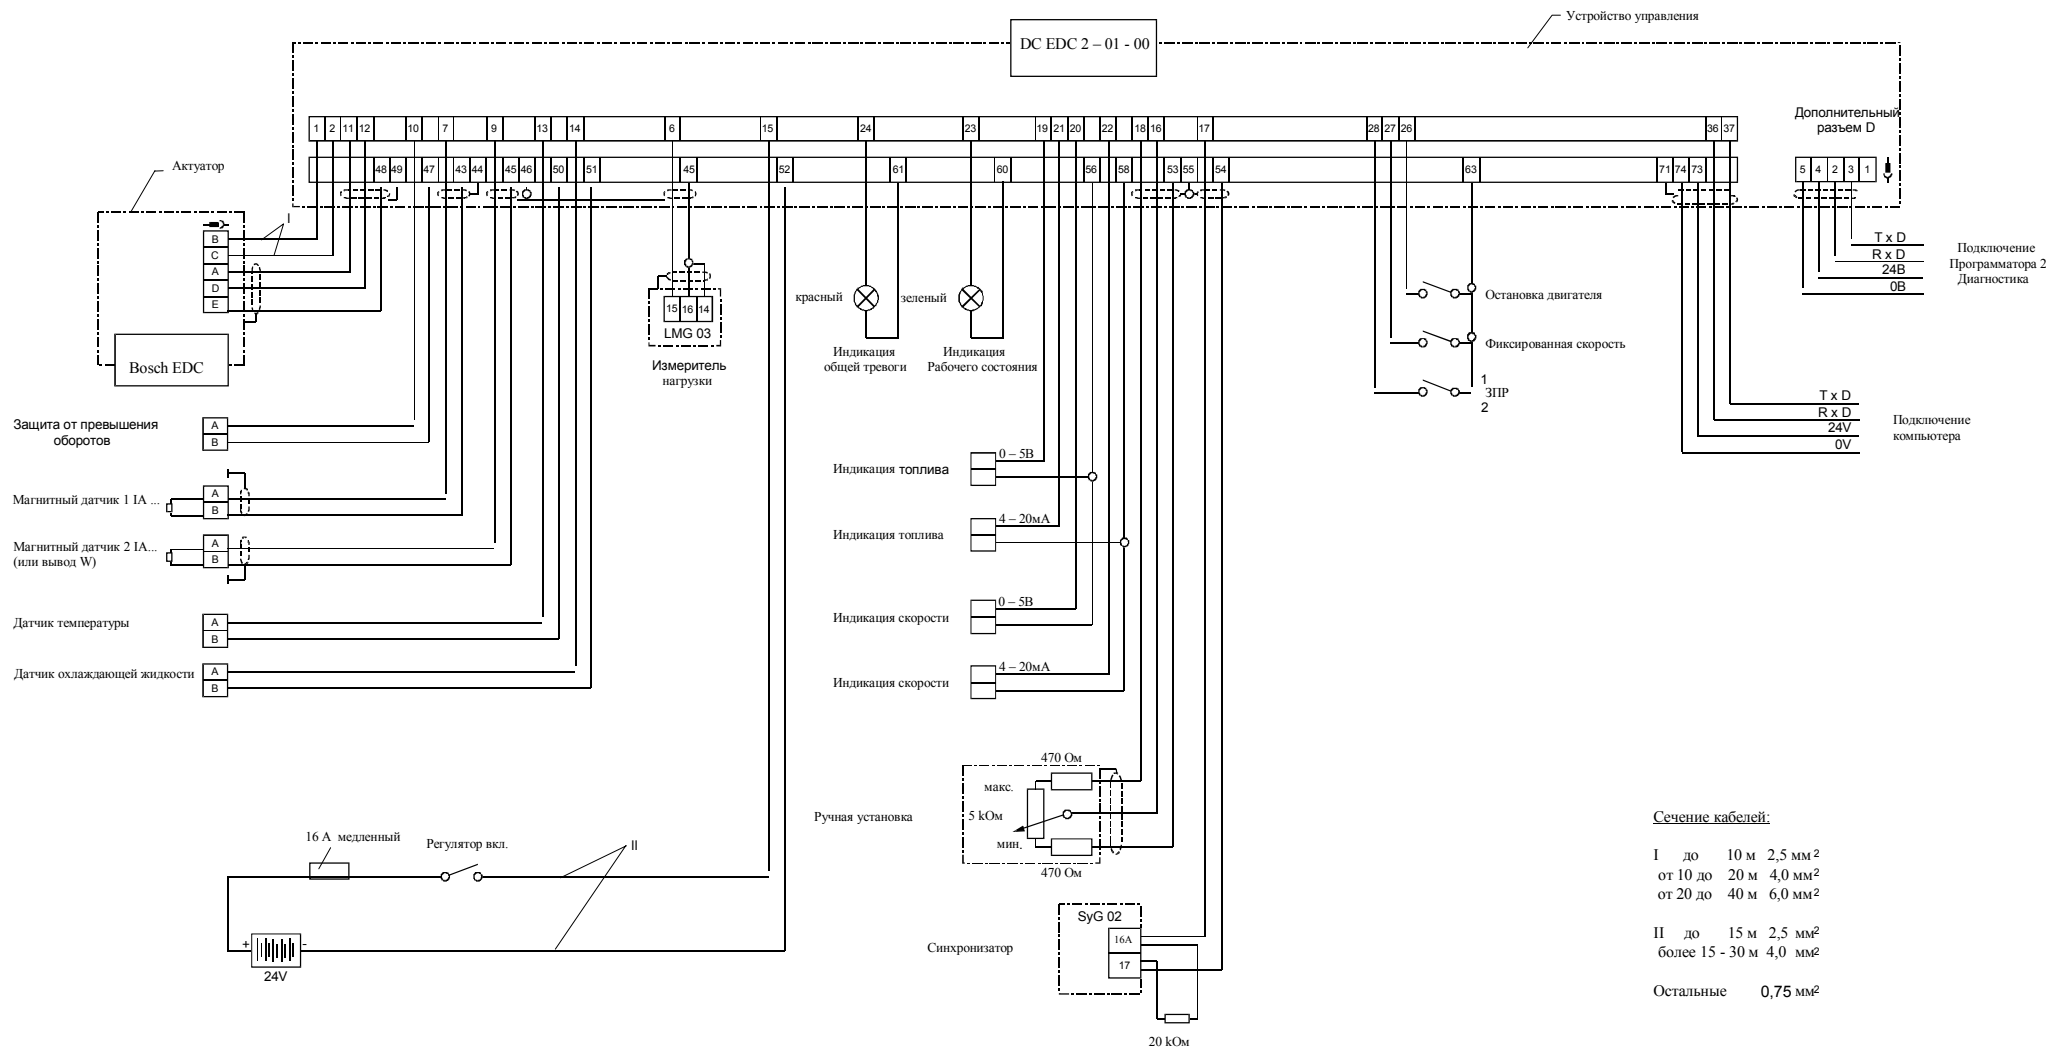 Устройство управления
DC EDC 2 – 01 - 00
Дополнительный
разъем D
1 2 11 12 10 7 9 13 14 6 15 24 23 19 21 20 22 18 16 17 28 27 26 36 37
48 49 47 43 44 45 46 50 51 45 52 61 60 56 58 53 55 54 63 71 74 73
5 4 2 3 1
Актуатор
I
B
C
A
D
E
Bosch EDC
T x D
R x D
24В
0В
Подключение
Программатора 2
Диагностика
15 16 14
LMG 03
Измеритель
нагрузки
красный
зеленый
Индикация
общей тревоги
Индикация
Рабочего состояния
Остановка двигателя
Фиксированная скорость
1
ЗПР
2
T x D
R x D
24V
0V
Подключение
компьютера
Защита от превышения
оборотов
A
B
Магнитный датчик 1 IA ...
A
B
Магнитный датчик 2 IA...
(или вывод W)
A
B
Датчик температуры
A
B
Датчик охлаждающей жидкости
A
B
Индикация топлива
0 – 5В
Индикация топлива
4 – 20мА
Индикация скорости
0 – 5В
Индикация скорости
4 – 20мА
470 Ом
макс.
Ручная установка
5 kОм
мин.
470 Ом
16 А медленный
Регулятор вкл.
II
+
-
24V
SyG 02
Синхронизатор
16A
17
20 kОм
Сечение кабелей:
I до 10 м 2,5 мм²
от 10 до 20 м 4,0 мм²
от 20 до 40 м 6,0 мм²
II до 15 м 2,5 мм²
более 15 - 30 м 4,0 мм²
Остальные 0,75 мм²